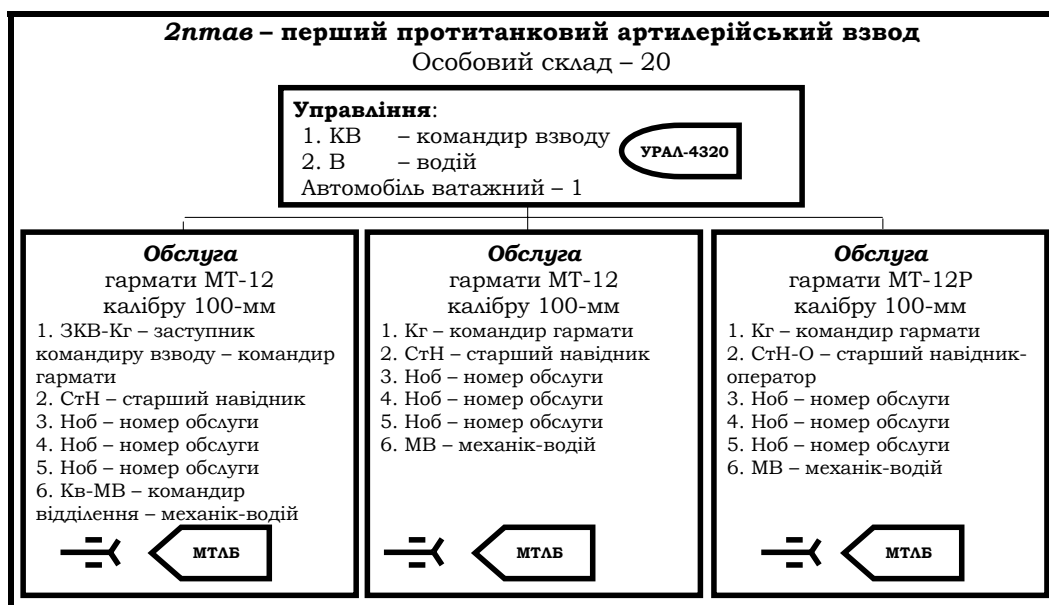 2птав – перший протитанковий артилерійський взвод
Особовий склад – 20
Управління:
1. КВ – командир взводу
2. В – водій
Автомобіль ватажний – 1
УРАЛ-4320
Обслуга
гармати МТ-12
калібру 100-мм
1. ЗКВ-Кг – заступник
командиру взводу – командир
гармати
2. СтН – старший навідник
3. Ноб – номер обслуги
4. Ноб – номер обслуги
5. Ноб – номер обслуги
6. Кв-МВ – командир
відділення – механік-водій
МТЛБ
Обслуга
гармати МТ-12
калібру 100-мм
1. Кг – командир гармати
2. СтН – старший навідник
3. Ноб – номер обслуги
4. Ноб – номер обслуги
5. Ноб – номер обслуги
6. МВ – механік-водій
МТЛБ
Обслуга
гармати МТ-12Р
калібру 100-мм
1. Кг – командир гармати
2. СтН-О – старший навідник-
оператор
3. Ноб – номер обслуги
4. Ноб – номер обслуги
5. Ноб – номер обслуги
6. МВ – механік-водій
МТЛБ